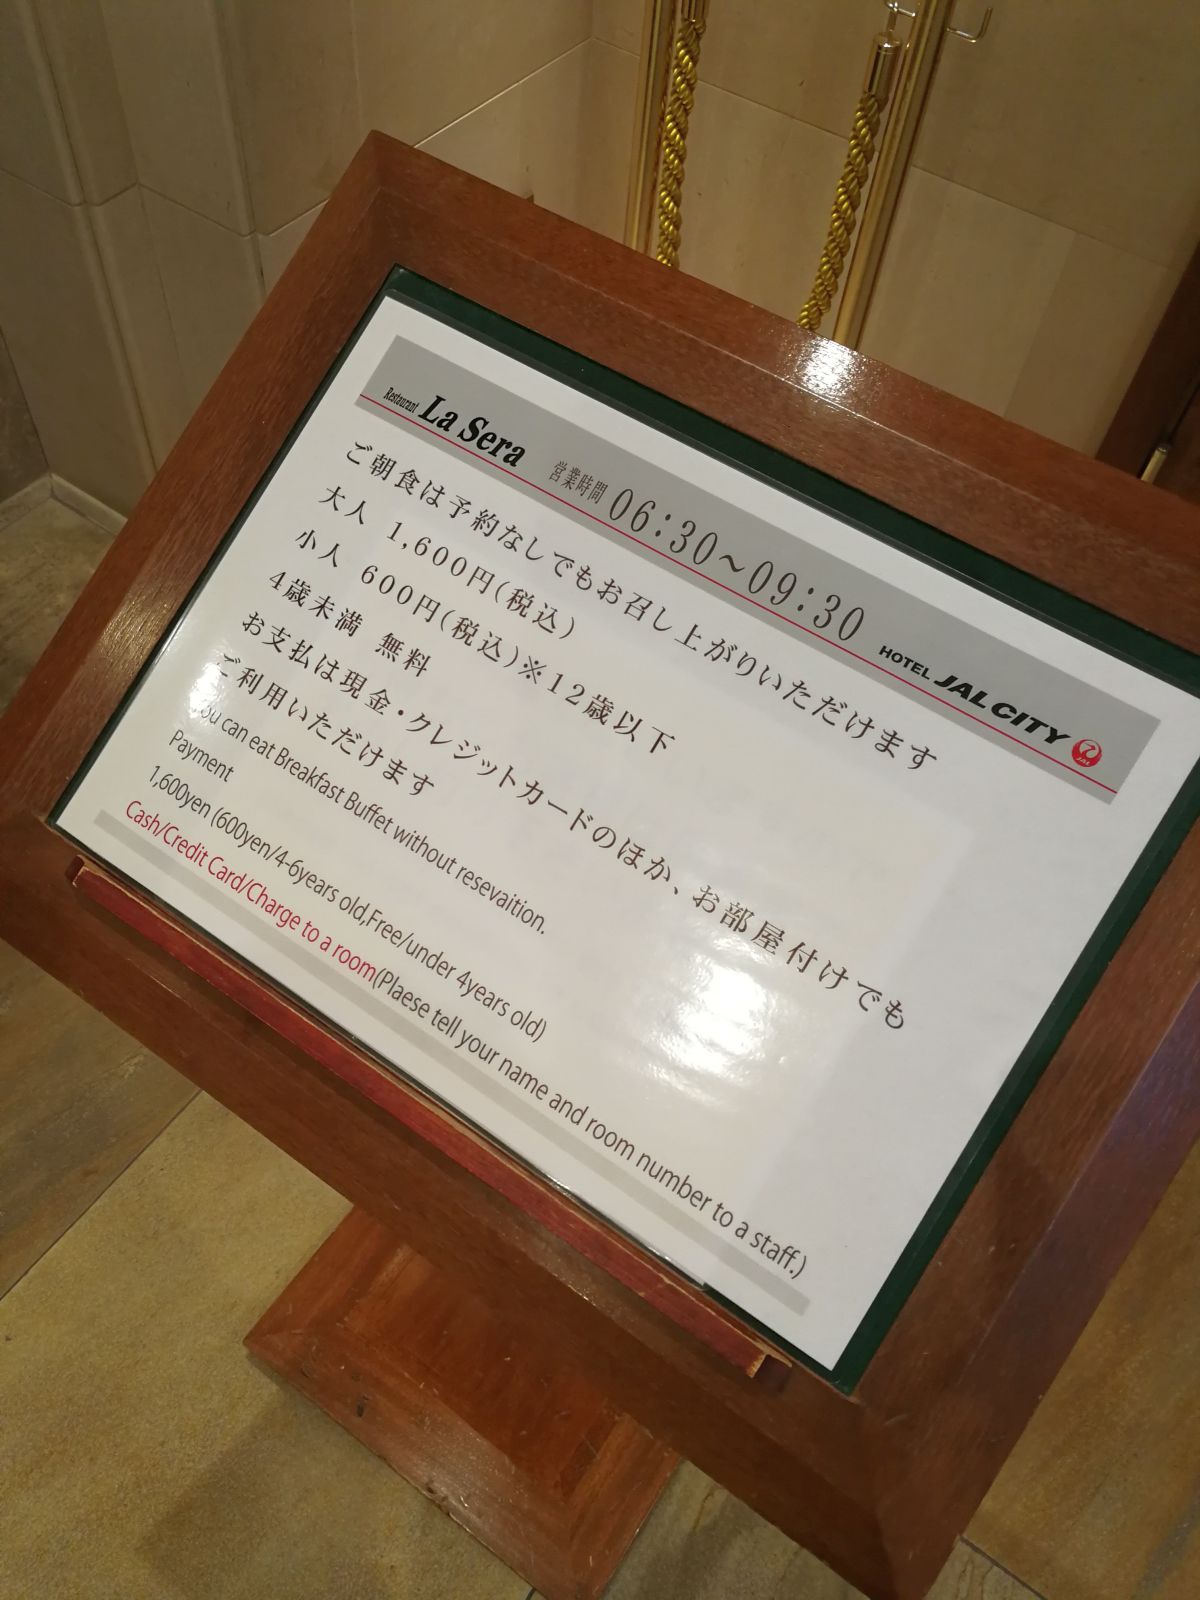 Restaurant La Sera 営業時間 06:30～09:30 HOTEL JAL CITY JAL
ご朝食は予約なしでもお召し上がりいただけます
大人 1,600円(税込)
小人 600円(税込)※12歳以下
4歳未満 無料
お支払は現金・クレジットカードのほか、お部屋付けでも
ご利用いただけます
You can eat Breakfast Buffet without resevaition.
Payment
1,600yen (600yen/4-6years old,Free/under 4years old)
Cash/Credit Card/Charge to a room(Plaese tell your name and room number to a staff.)